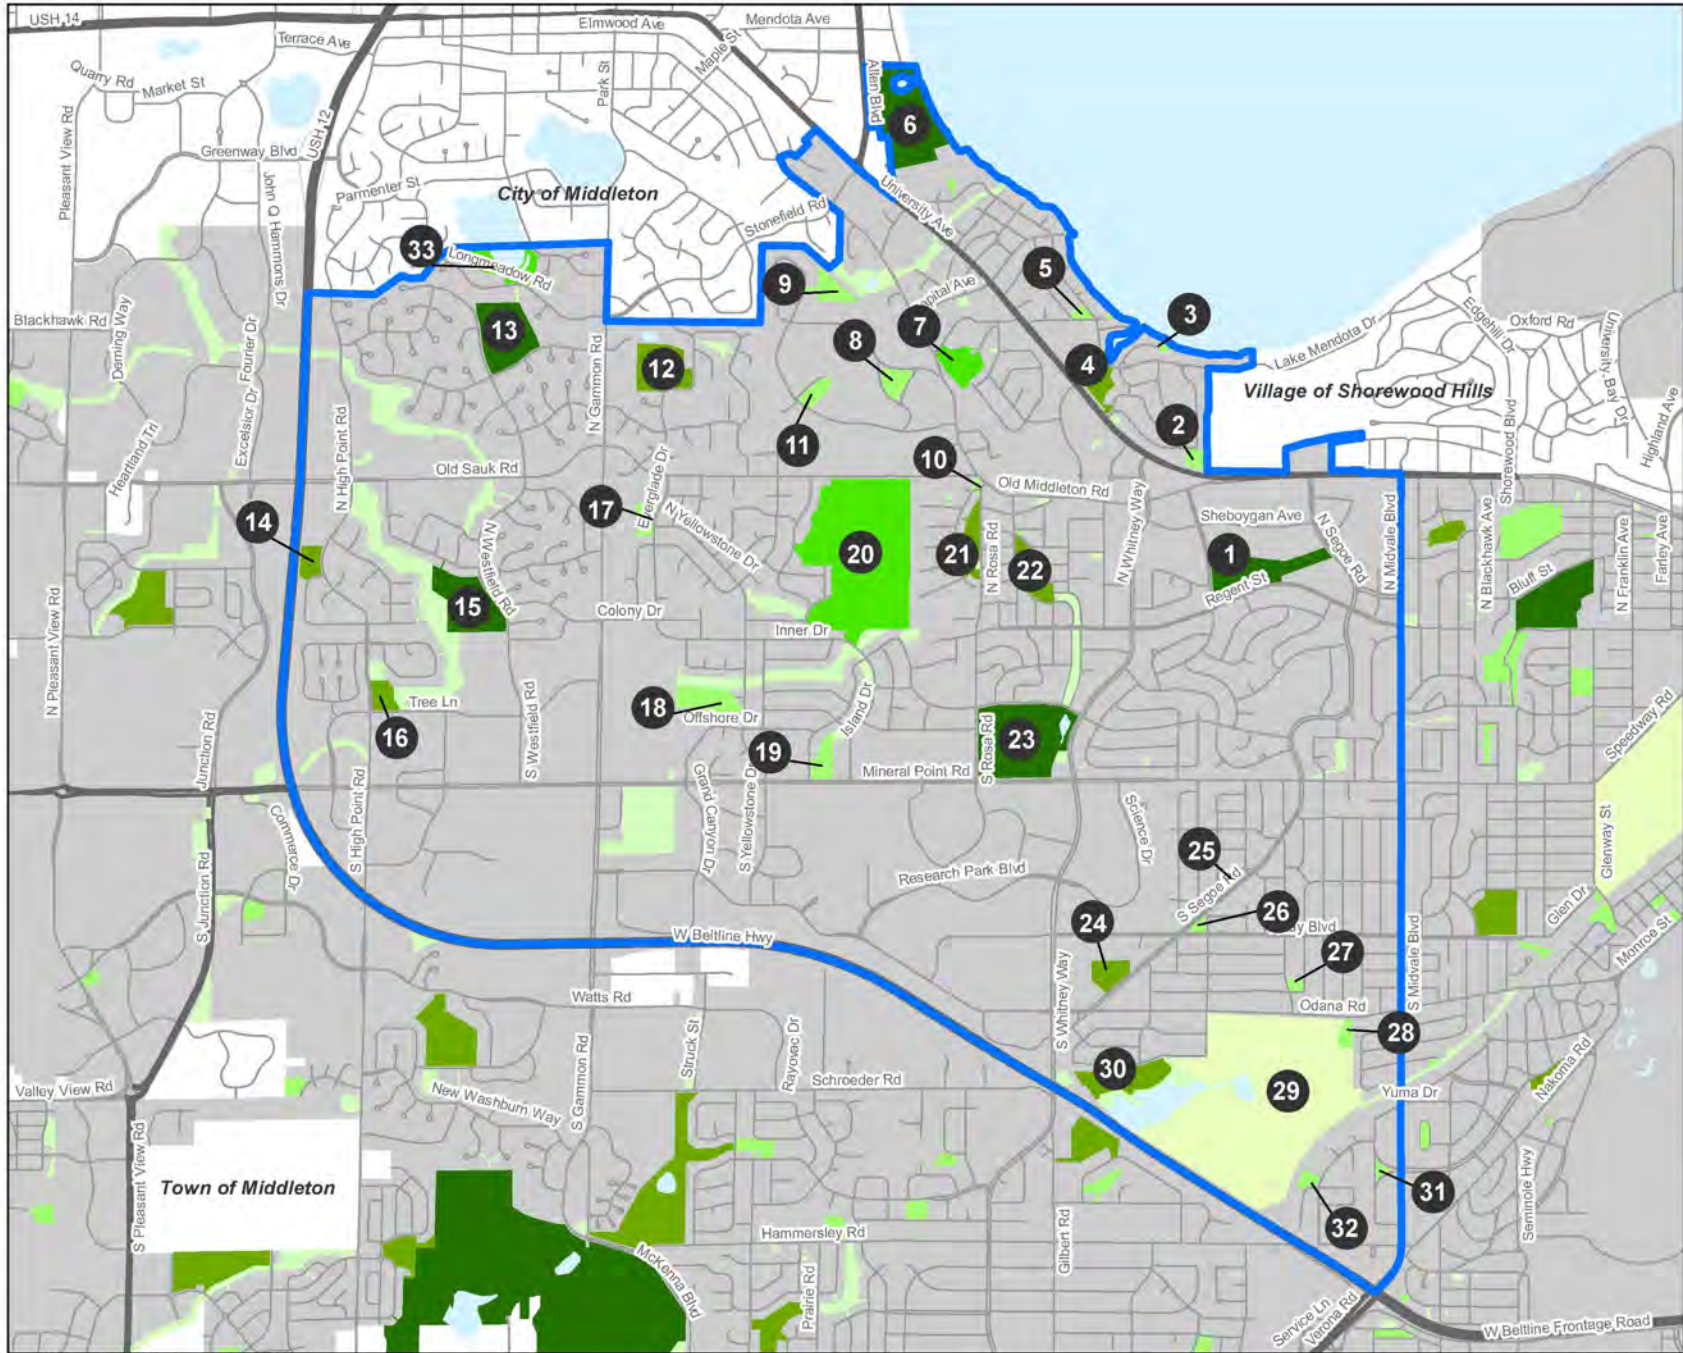 USH 14
Elmwood Ave
Mendota Ave
Terrace Ave
Maple St
Quarry Rd
Market St
Park St
Allen Blvd
6
Pleasant View Rd
USH 12
Greenway Blvd
John Q Hammons Dr
Parmenter St
City of Middleton
University Ave
Stonefield Rd
33
Longmeadow Rd
9
5
Deming Way
Blackhawk Rd
Fourier Dr
Excelsior Dr
13
N Gammon Rd
12
8
7
apital Ave
4
3
Lake Mendota Dr
Edgehill Dr
Oxford Rd
University Bay Dr
Village of Shorewood Hills
Shorewood Blvd
Highland Ave
11
2
Heartland Trl
N High Point Rd
Old Sauk Rd
Everglade Dr
10
Old Middleton Rd
14
17
N Yellowstone Dr
N Westfield Rd
20
21
N Rosa Rd
22
N Whitney Way
Sheboygan Ave
1
N Segoe Rd
Regent St
N Midvale Blvd
N Blackhawk Ave
Bluff St
N Franklin Ave
Farley Ave
15
Colony Dr
Inner Dr
N Pleasant View Rd
Junction Rd
16
Tree Ln
S Westfield Rd
18
Offshore Dr
Island Dr
19
S Rosa Rd
23
Mineral Point Rd
Speedway Rd
Commerce Dr
S High Point Rd
Grand Canyon Dr
S Yellowstone Dr
Science Dr
Glenway St
S Junction Rd
Research Park Blvd
25
S Segoe Rd
26
ay Blvd
Glen Dr
Monroe St
W Beltline Hwy
24
27
S Midvale Blvd
Watts Rd
S Whitney Way
Odana Rd
28
Struck St
Rayovac Dr
S Gammon Rd
Valley View Rd
New Washburn Way
Schroeder Rd
30
29
Yuma Dr
Nakoma Rd
S Pleasant View Rd
Town of Middleton
31
32
Seminole Hwy
Gilbert Rd
Hammersley Rd
McKenna Blvd
Prairie Rd
Service Ln
Verona Rd
W Beltline Frontage Road